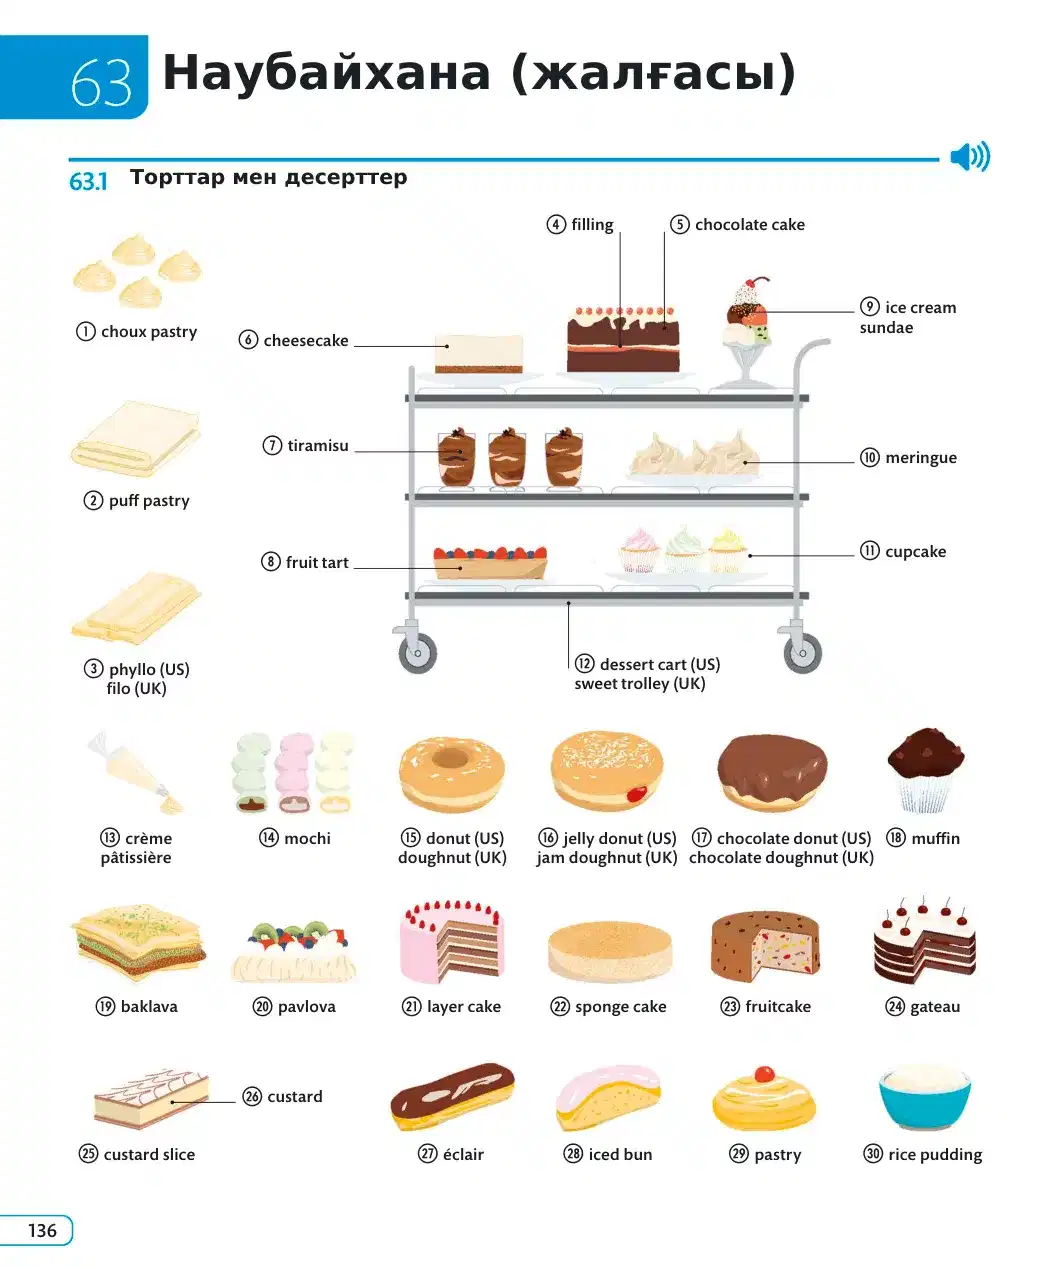 63 Наубайхана (жалғасы)
63.1 Торттар мен десерттер
④ filling
⑤ chocolate cake
① choux pastry
⑥ cheesecake
⑨ ice cream
sundae
⑦ tiramisu
⑩ meringue
② puff pastry
⑧ fruit tart
⑪ cupcake
③ phyllo (US)
filo (UK)
⑫ dessert cart (US)
sweet trolley (UK)
⑬ crème
pâtissière
⑭ mochi
⑮ donut (US)
doughnut (UK)
⑯ jelly donut (US)
jam doughnut (UK)
⑰ chocolate donut (US)
chocolate doughnut (UK)
⑱ muffin
⑲ baklava
⑳ pavlova
㉑ layer cake
㉒ sponge cake
㉓ fruitcake
㉔ gateau
㉖ custard
㉕ custard slice
㉗ éclair
㉘ iced bun
㉙ pastry
㉚ rice pudding
136